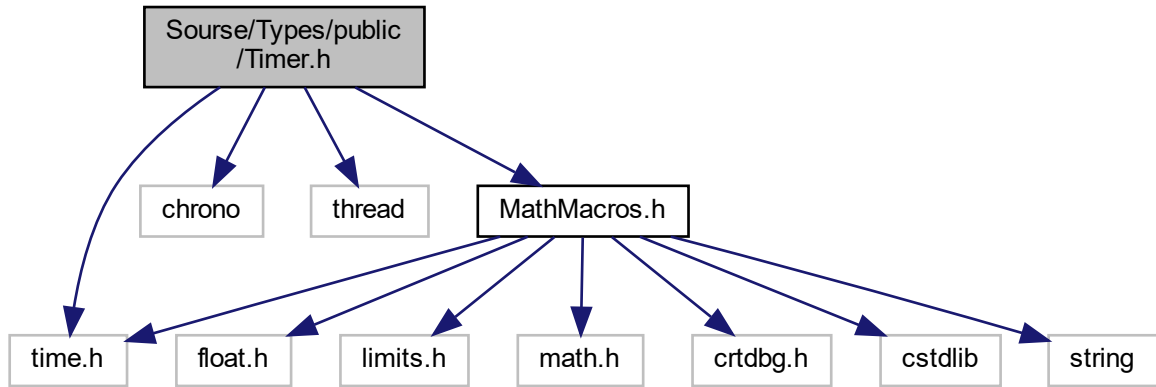 Sourse/Types/public
/Timer.h
chrono
thread
MathMacros.h
time.h
float.h
limits.h
math.h
crtdbg.h
cstdlib
string